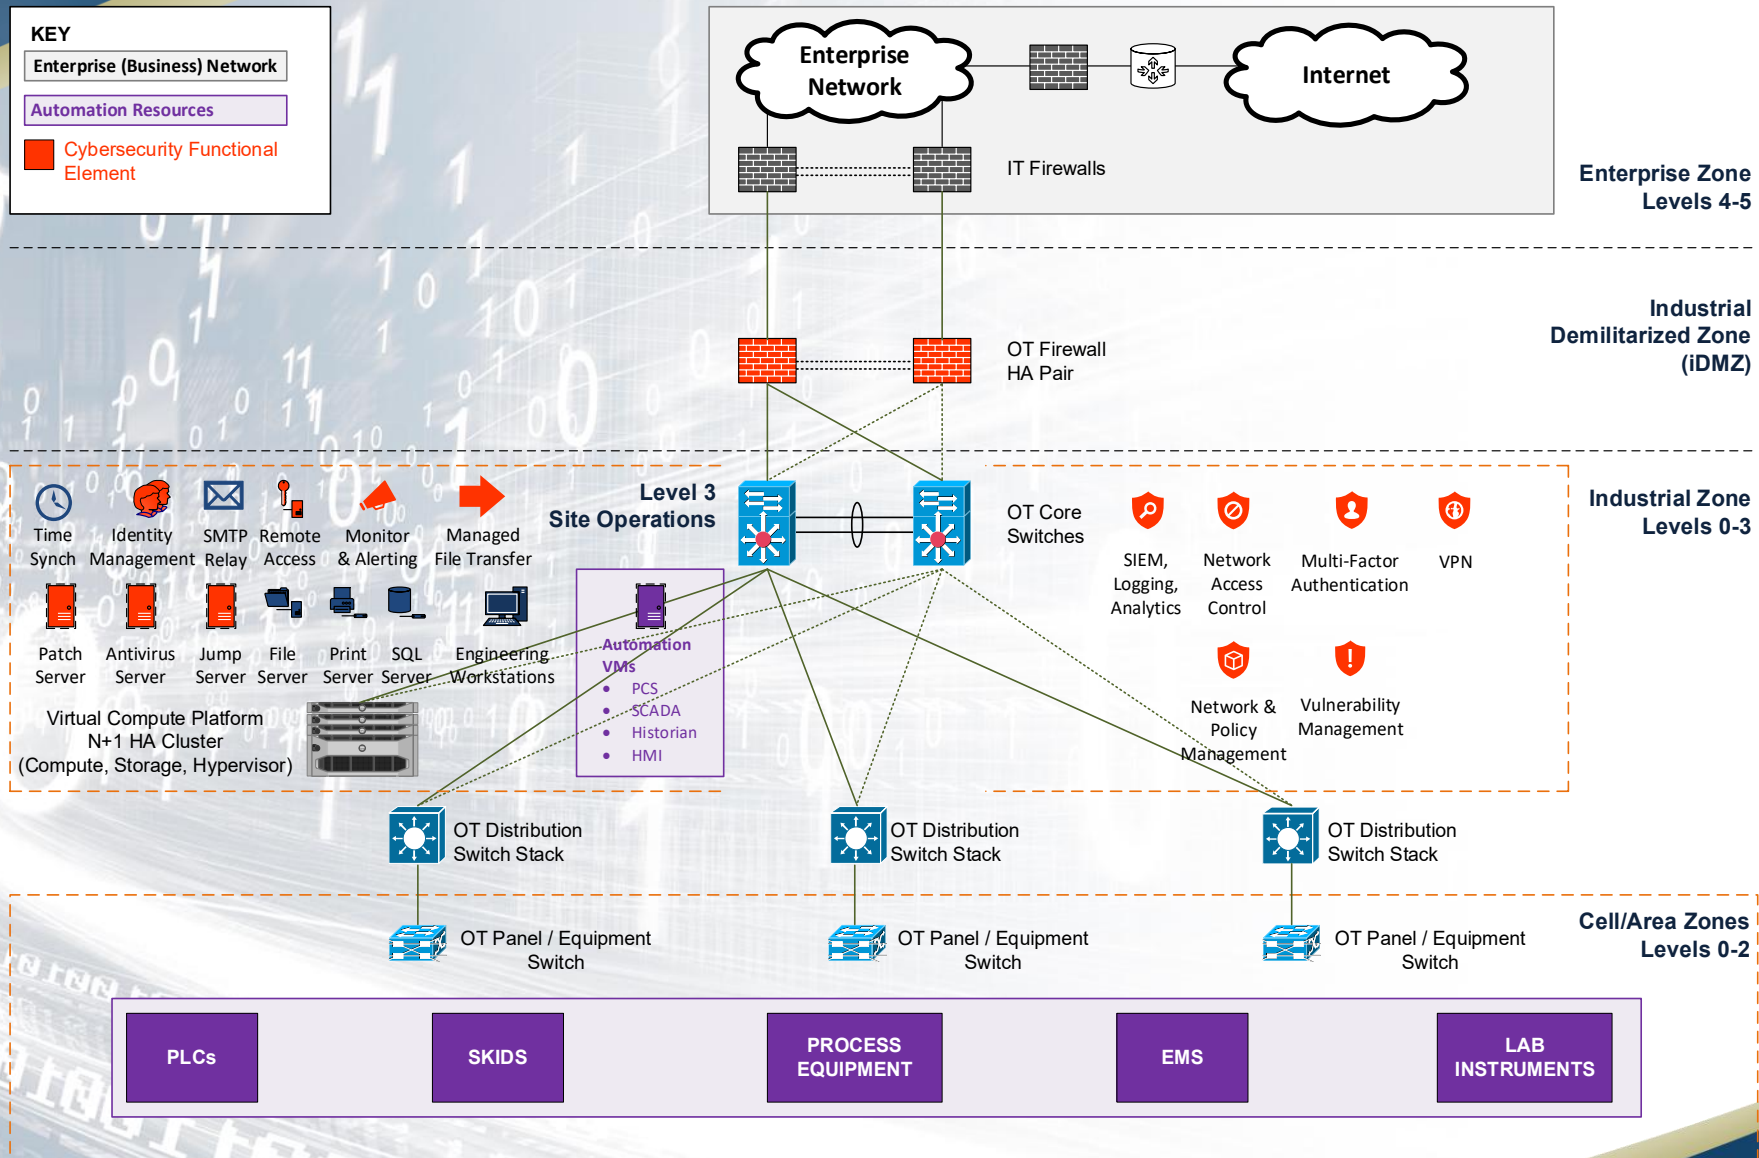 KEY
Enterprise (Business) Network
Automation Resources
Cybersecurity Functional
Element
Enterprise
Network
Internet
IT Firewalls
Enterprise Zone
Levels 4-5
Industrial
Demilitarized Zone
(iDMZ)
OT Firewall
HA Pair
Level 3
Site Operations
OT Core
Switches
Industrial Zone
Levels 0-3
Time
Synch
Identity
Management
SMTP
Relay
Remote
Access
Monitor
& Alerting
Managed
File Transfer
Patch
Server
Antivirus
Server
Jump
Server
File
Server
Print
Server
SQL
Server
Engineering
Workstations
Virtual Compute Platform
N+1 HA Cluster
(Compute, Storage, Hypervisor)
Automation
VMs
• PCS
• SCADA
• Historian
• HMI
SIEM,
Logging,
Analytics
Network
Access
Control
Multi-Factor
Authentication
VPN
Network &
Policy
Management
Vulnerability
Management
OT Distribution
Switch Stack
OT Distribution
Switch Stack
OT Distribution
Switch Stack
Cell/Area Zones
Levels 0-2
OT Panel / Equipment
Switch
OT Panel / Equipment
Switch
OT Panel / Equipment
Switch
PLCs
SKIDS
PROCESS
EQUIPMENT
EMS
LAB
INSTRUMENTS